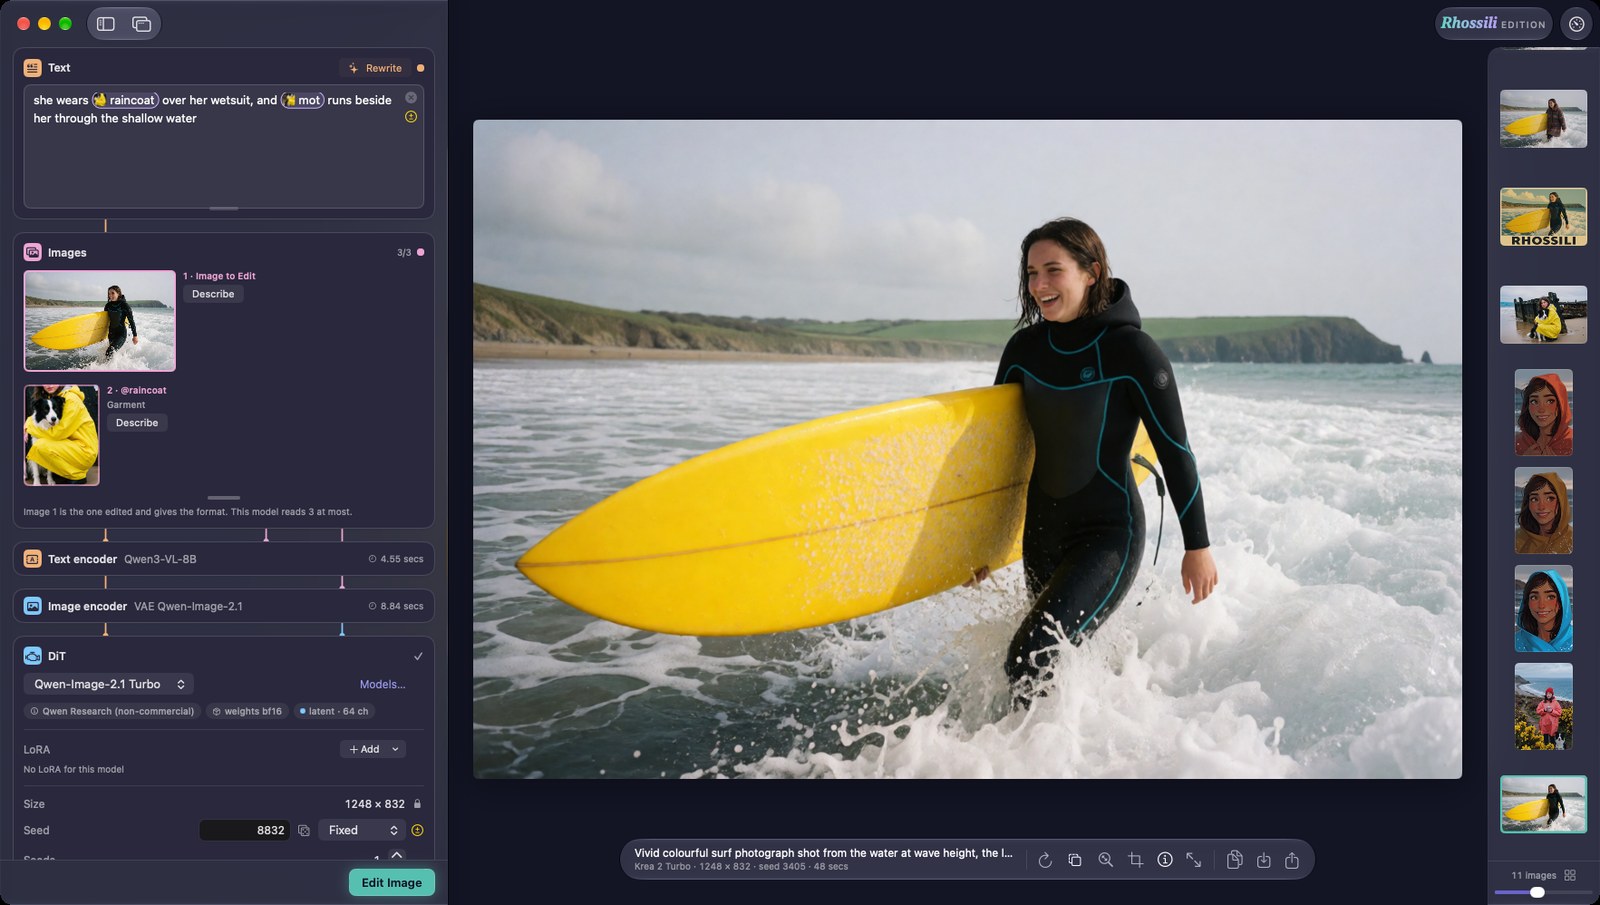 Rhossili EDITION
Text
Rewrite
she wears raincoat over her wetsuit, and mot runs beside
her through the shallow water
Images
3/3
1 · Image to Edit
Describe
2 · @raincoat
Garment
Describe
Image 1 is the one edited and gives the format. This model reads 3 at most.
Text encoder Qwen3-VL-8B
4.55 secs
Image encoder VAE Qwen-Image-2.1
8.84 secs
DiT
Qwen-Image-2.1 Turbo
Models...
Qwen Research (non-commercial)
weights bf16
latent · 64 ch
LoRA
+ Add
No LoRA for this model
Size
1248 × 832
Seed
8832
Fixed
1
Edit Image
Vivid colourful surf photograph shot from the water at wave height, the l...
Krea 2 Turbo · 1248 × 832 · seed 3405 · 48 secs
RHOSSILI
11 images